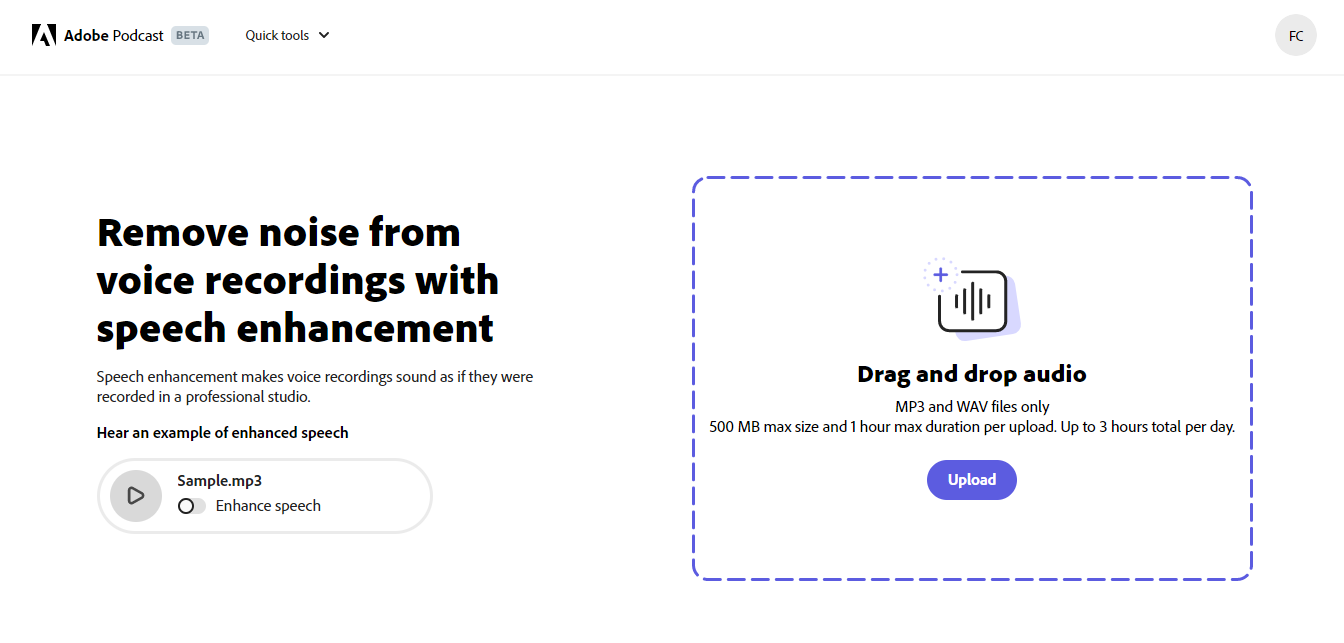 Adobe Podcast BETA Quick tools FC
Remove noise from
voice recordings with
speech enhancement
Speech enhancement makes voice recordings sound as if they were
recorded in a professional studio.
Hear an example of enhanced speech
Sample.mp3
Enhance speech
Drag and drop audio
MP3 and WAV files only
500 MB max size and 1 hour max duration per upload. Up to 3 hours total per day.
Upload